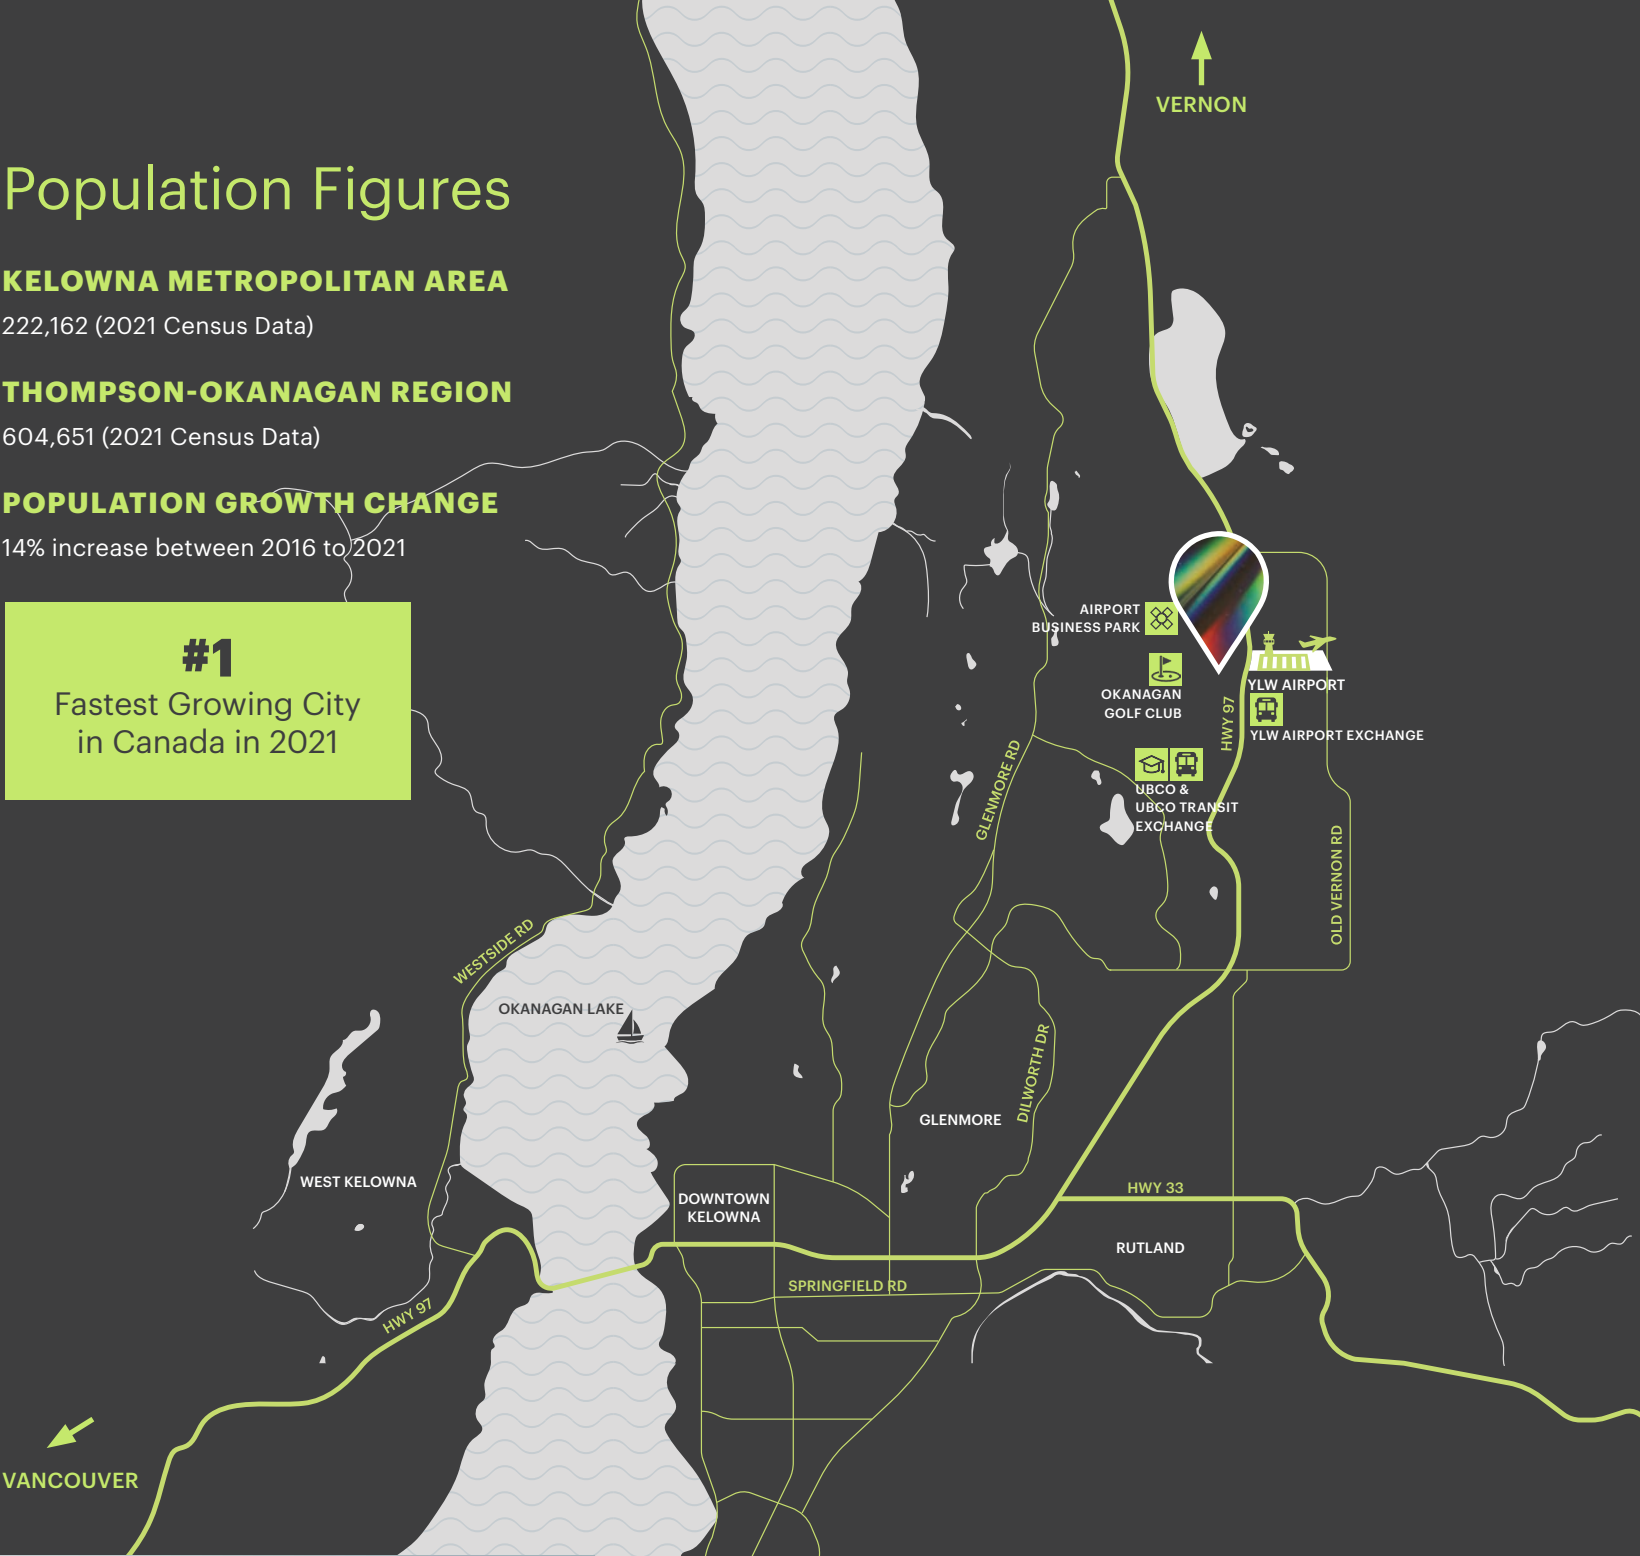 VERNON
Population Figures
KELOWNA METROPOLITAN AREA
222,162 (2021 Census Data)
THOMPSON-OKANAGAN REGION
604,651 (2021 Census Data)
POPULATION GROWTH CHANGE
14% increase between 2016 to 2021
#1
Fastest Growing City
in Canada in 2021
AIRPORT
BUSINESS PARK
OKANAGAN
GOLF CLUB
YLW AIRPORT
HWY 97
YLW AIRPORT EXCHANGE
GLENMORE RD
UBCO &
UBCO TRANSIT
EXCHANGE
OLD VERNON RD
WESTSIDE RD
OKANAGAN LAKE
DILWORTH DR
GLENMORE
WEST KELOWNA
DOWNTOWN
KELOWNA
HWY 33
RUTLAND
SPRINGFIELD RD
HWY 97
VANCOUVER